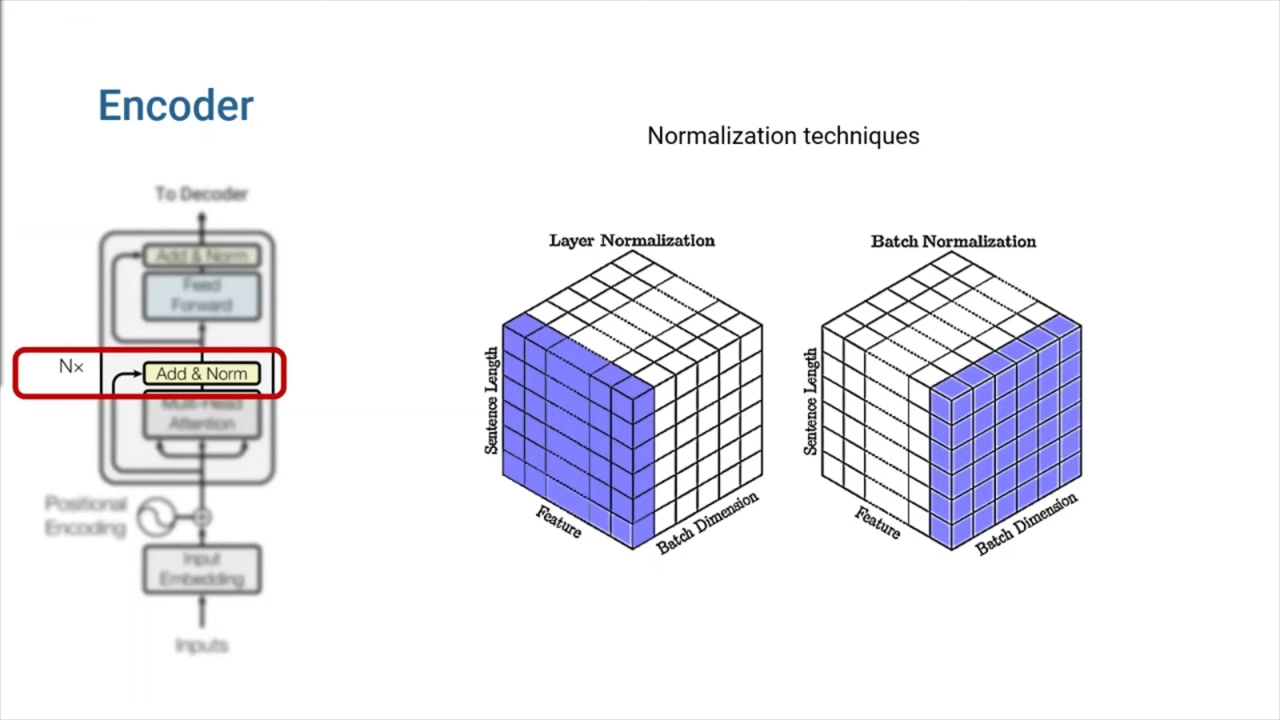 Encoder
Normalization techniques
To Decoder
Add & Norm
Feed
Forward
N×
Add & Norm
Multi-Head
Attention
Positional
Encoding
Input
Embedding
Inputs
Layer Normalization
Sentence Length
Feature
Batch Dimension
Batch Normalization
Sentence Length
Feature
Batch Dimension